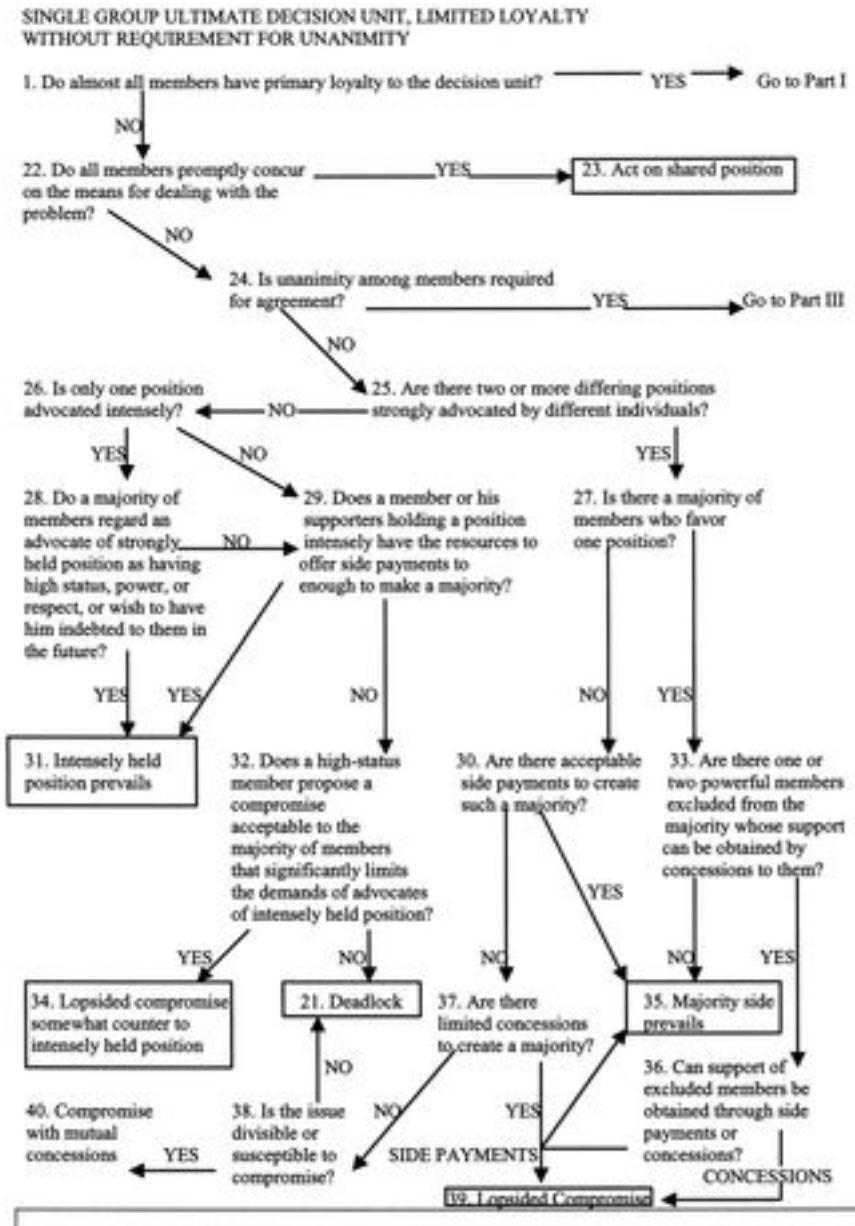 SINGLE GROUP ULTIMATE DECISION UNIT, LIMITED LOYALTY
WITHOUT REQUIREMENT FOR UNANIMITY
1. Do almost all members have primary loyalty to the decision unit?
YES
Go to Part I
NO
22. Do all members promptly concur
on the means for dealing with the
problem?
YES
23. Act on shared position
NO
24. Is unanimity among members required
for agreement?
YES
Go to Part III
NO
26. Is only one position
advocated intensely?
NO
25. Are there two or more differing positions
strongly advocated by different individuals?
YES
NO
YES
28. Do a majority of
members regard an
advocate of strongly
held position as having
high status, power, or
respect, or wish to have
him indebted to them in
the future?
NO
29. Does a member or his
supporters holding a position
intensely have the resources to
offer side payments to
enough to make a majority?
27. Is there a majority of
members who favor
one position?
YES
YES
NO
NO
YES
31. Intensely held
position prevails
32. Does a high-status
member propose a
compromise
acceptable to the
majority of members
that significantly limits
the demands of advocates
of intensely held position?
30. Are there acceptable
side payments to create
such a majority?
33. Are there one or
two powerful members
excluded from the
majority whose support
can be obtained by
concessions to them?
YES
YES
NO
NO
NO
YES
34. Lopsided compromise
somewhat counter to
intensely held position
21. Deadlock
37. Are there
limited concessions
to create a majority?
35. Majority side
prevails
NO
36. Can support of
excluded members be
obtained through side
payments or
concessions?
40. Compromise
with mutual
concessions
YES
38. Is the issue
divisible or
susceptible to
compromise?
NO
YES
SIDE PAYMENTS
CONCESSIONS
39. Lopsided Compromise